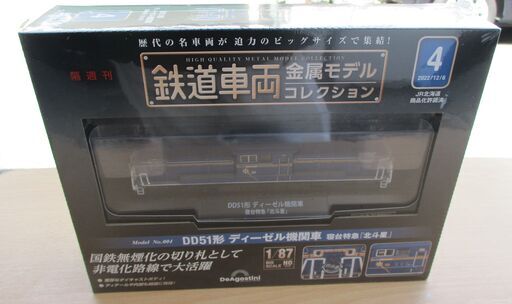 歴代の名車両が迫力のビッグサイズで集結!
HIGH QUALITY METAL MODEL COLLECTION
隔週刊
鉄道車両 金属モデル
コレクション
4
2022/12/6
JR北海道
商品化許諾済
DD51形 ディーゼル機関車
寝台特急「北斗星」
Model No.004
DD51形 ディーゼル機関車 寝台特急「北斗星」
国鉄無煙化の切り札として
非電化路線で大活躍
1/87
SCALE HO
DeAGOSTINI